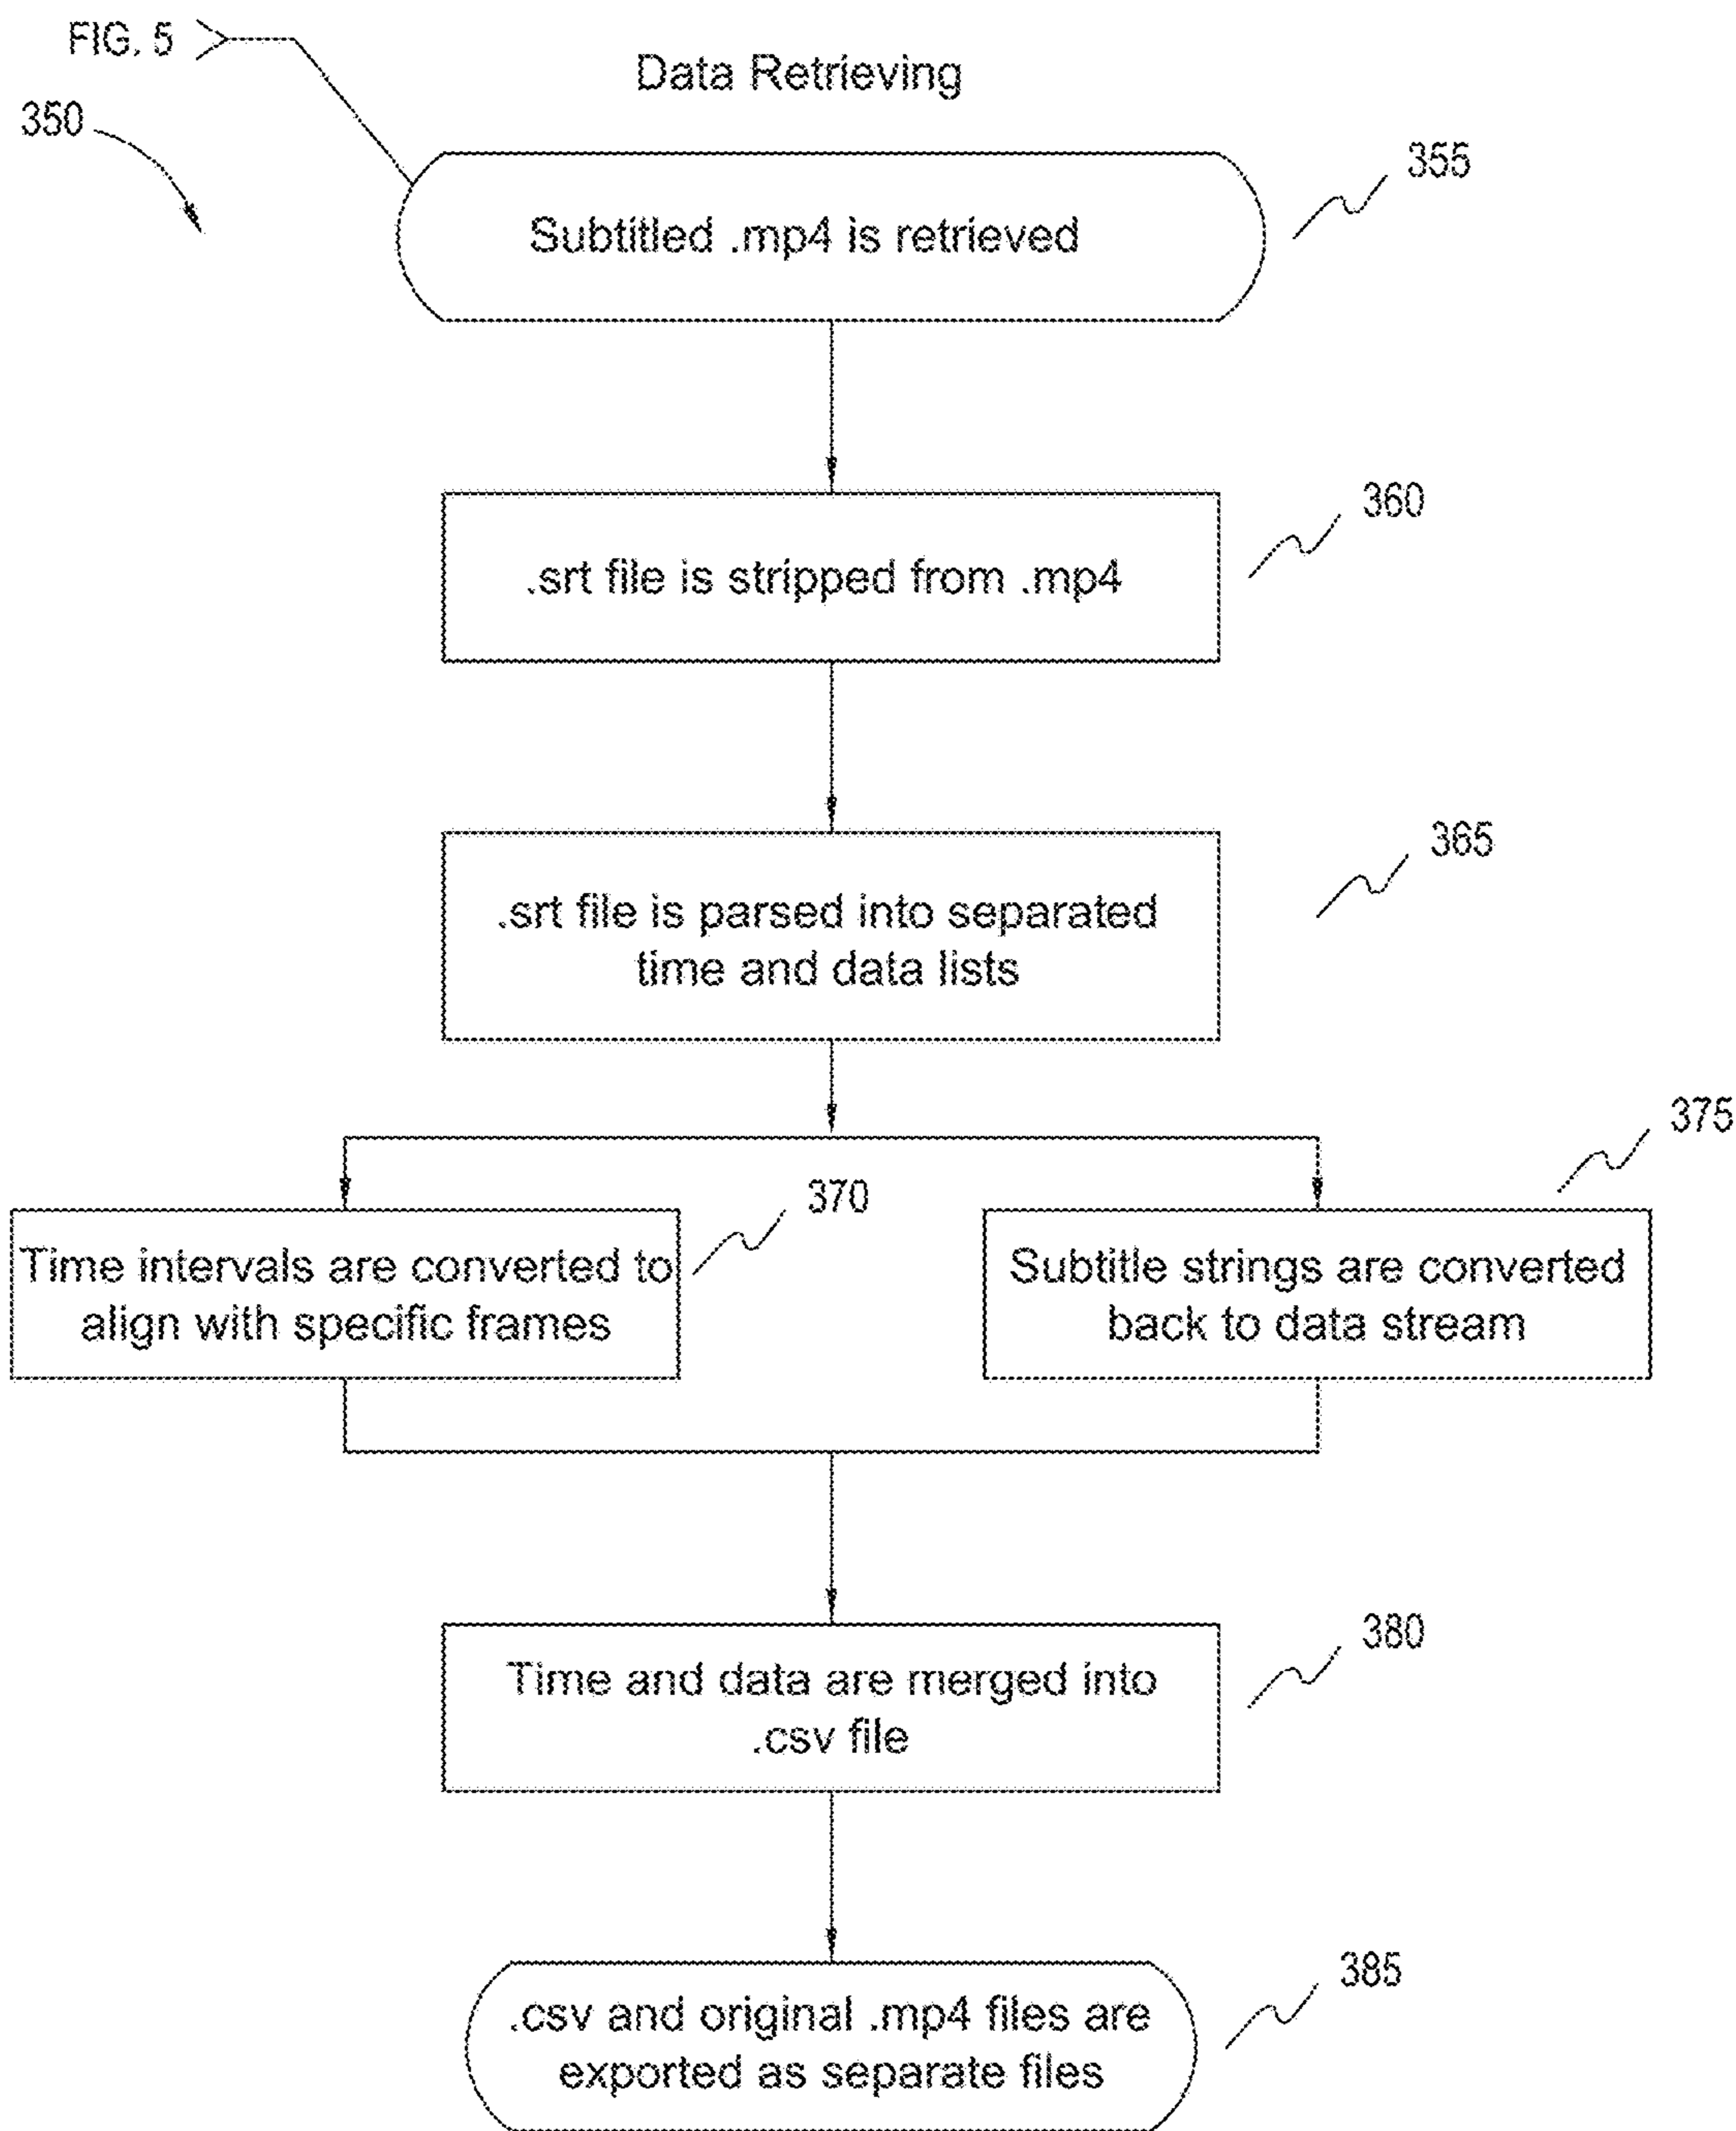 FIG. 5
Data Retrieving
350
355
Subtitled .mp4 is retrieved
360
.srt file is stripped from .mp4
365
.srt file is parsed into separated
time and data lists
375
370
Time intervals are converted to
align with specific frames
Subtitle strings are converted
back to data stream
380
Time and data are merged into
.csv file
385
.csv and original .mp4 files are
exported as separate files